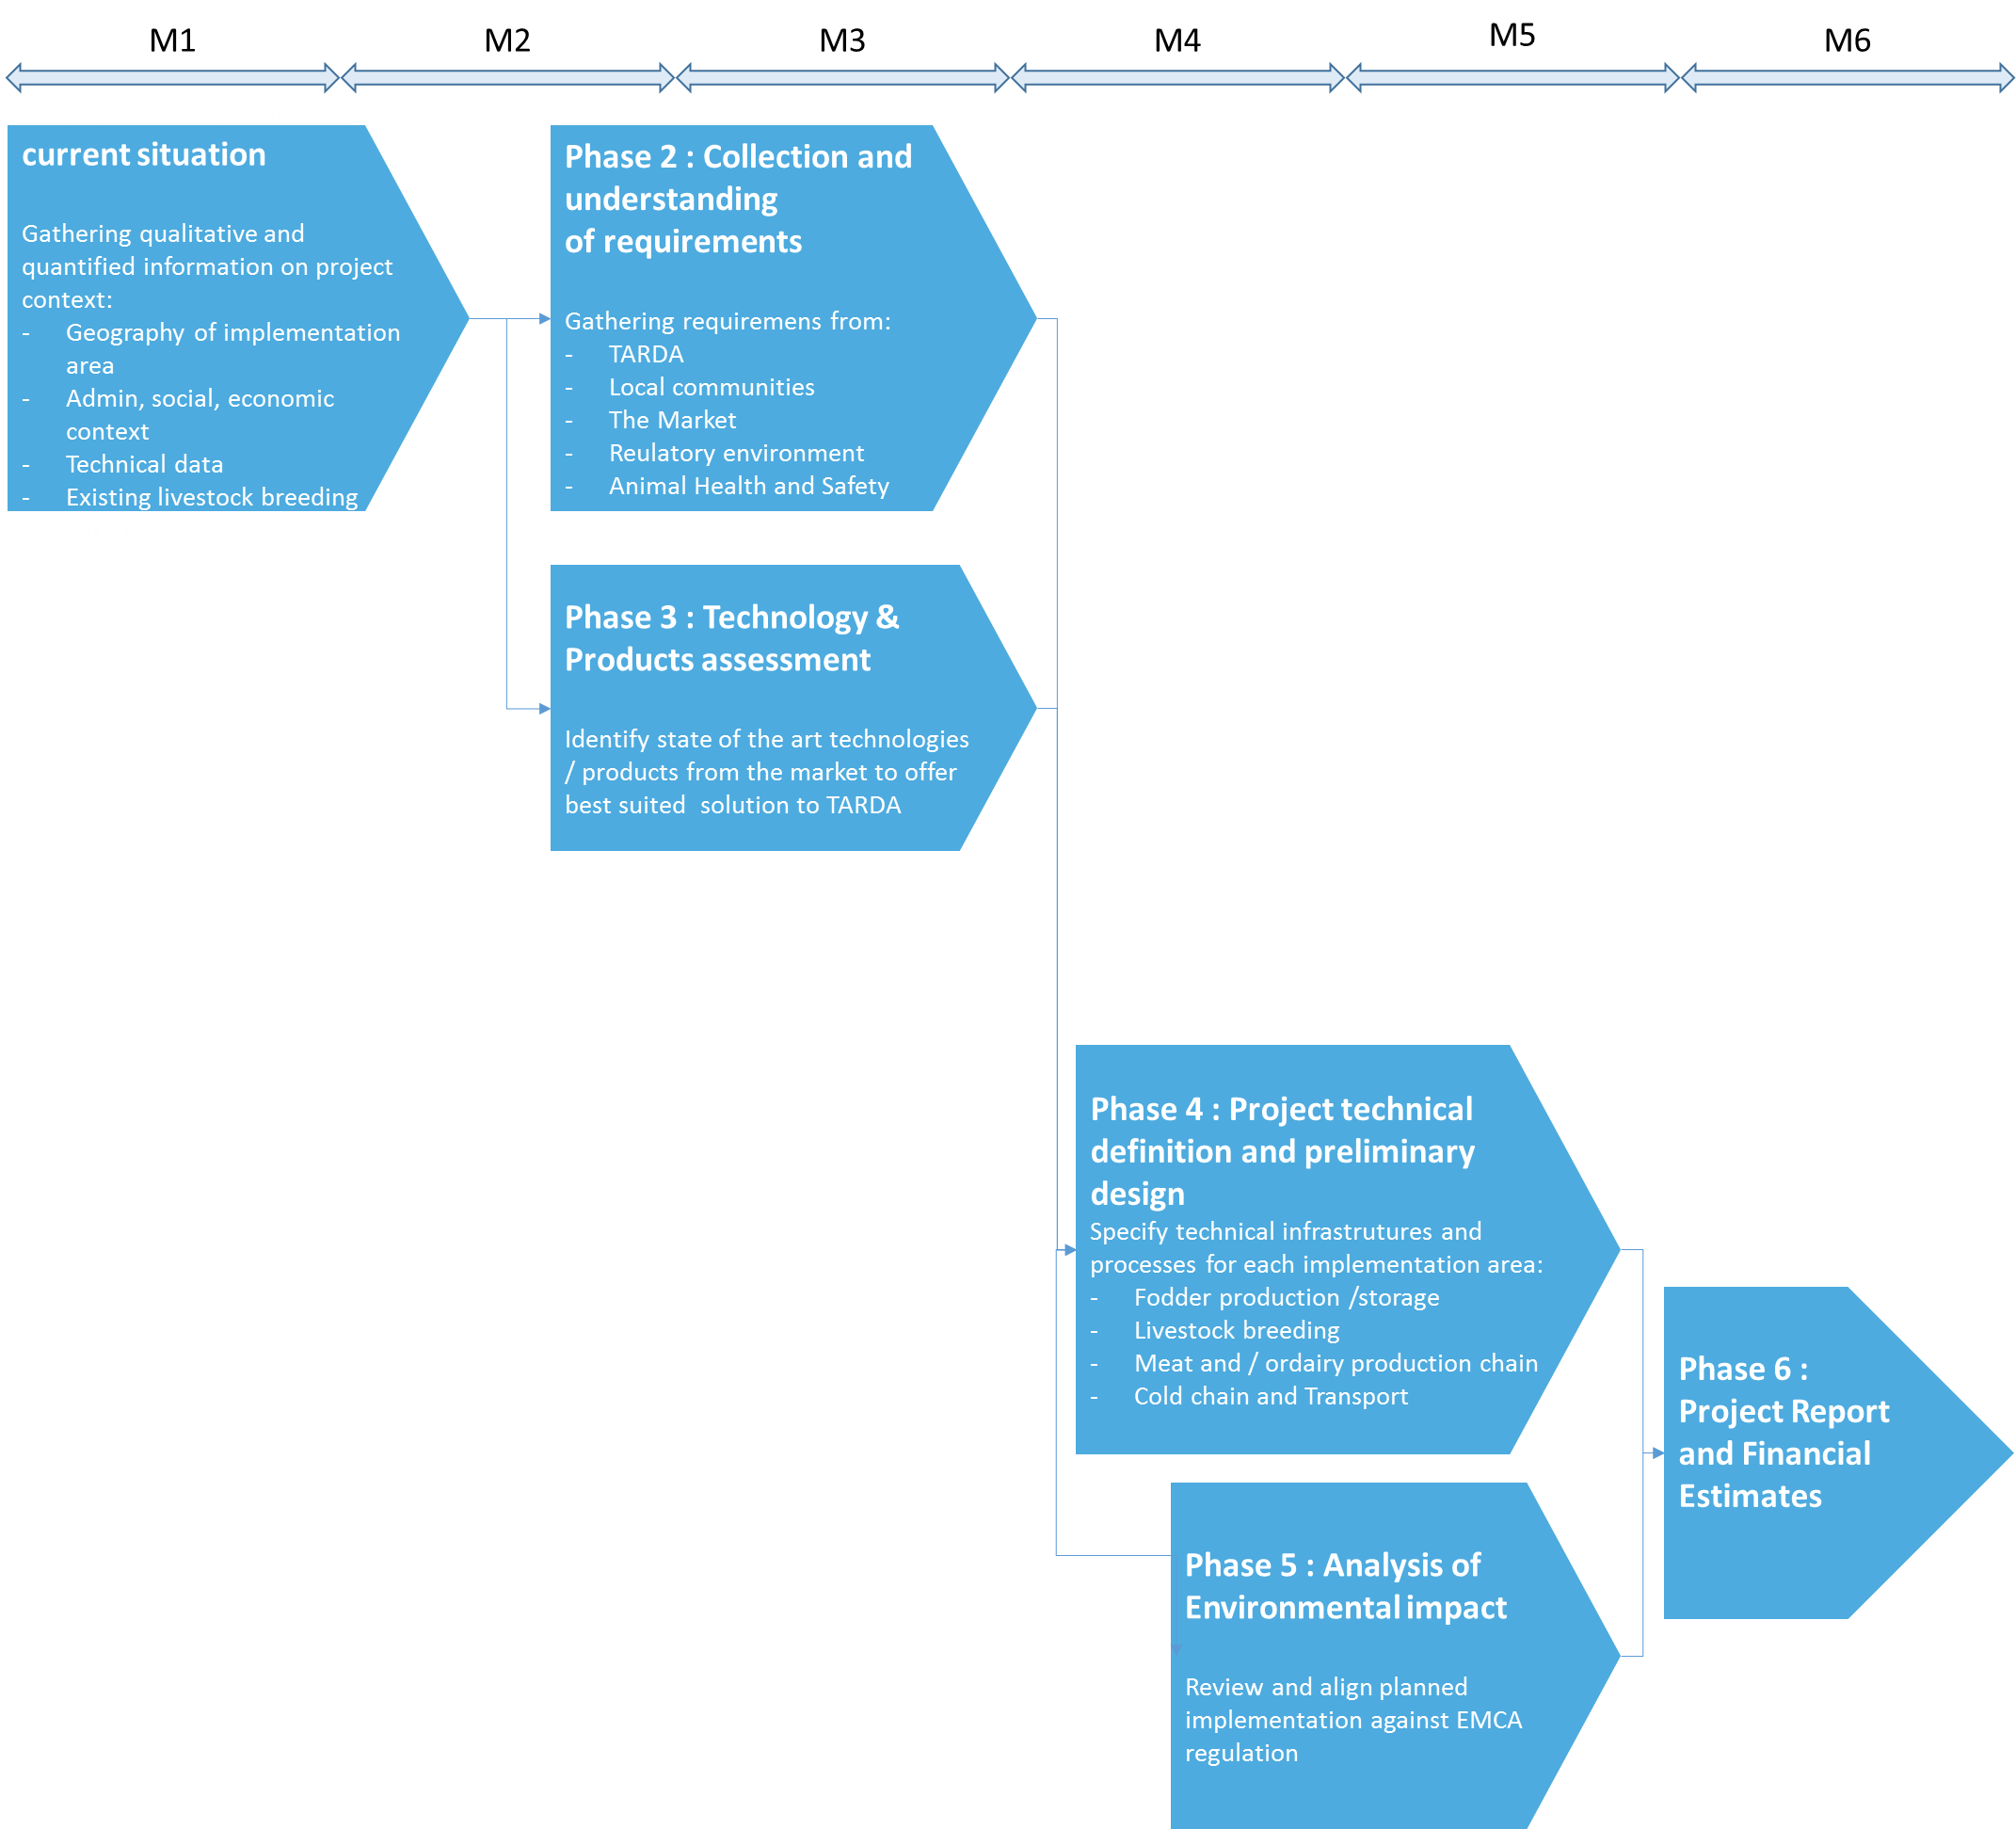 M1
M2
M3
M4
M5
M6
current situation
Gathering qualitative and
quantified information on project
context:
- Geography of implementation
area
- Admin, social, economic
context
- Technical data
- Existing livestock breeding
Phase 2 : Collection and
understanding
of requirements
Gathering requiremens from:
- TARDA
- Local communities
- The Market
- Reulatory environment
- Animal Health and Safety
Phase 3 : Technology &
Products assessment
Identify state of the art technologies
/ products from the market to offer
best suited solution to TARDA
Phase 4 : Project technical
definition and preliminary
design
Specify technical infrastrutures and
processes for each implementation area:
- Fodder production /storage
- Livestock breeding
- Meat and / ordairy production chain
- Cold chain and Transport
Phase 5 : Analysis of
Environmental impact
Review and align planned
implementation against EMCA
regulation
Phase 6 :
Project Report
and Financial
Estimates